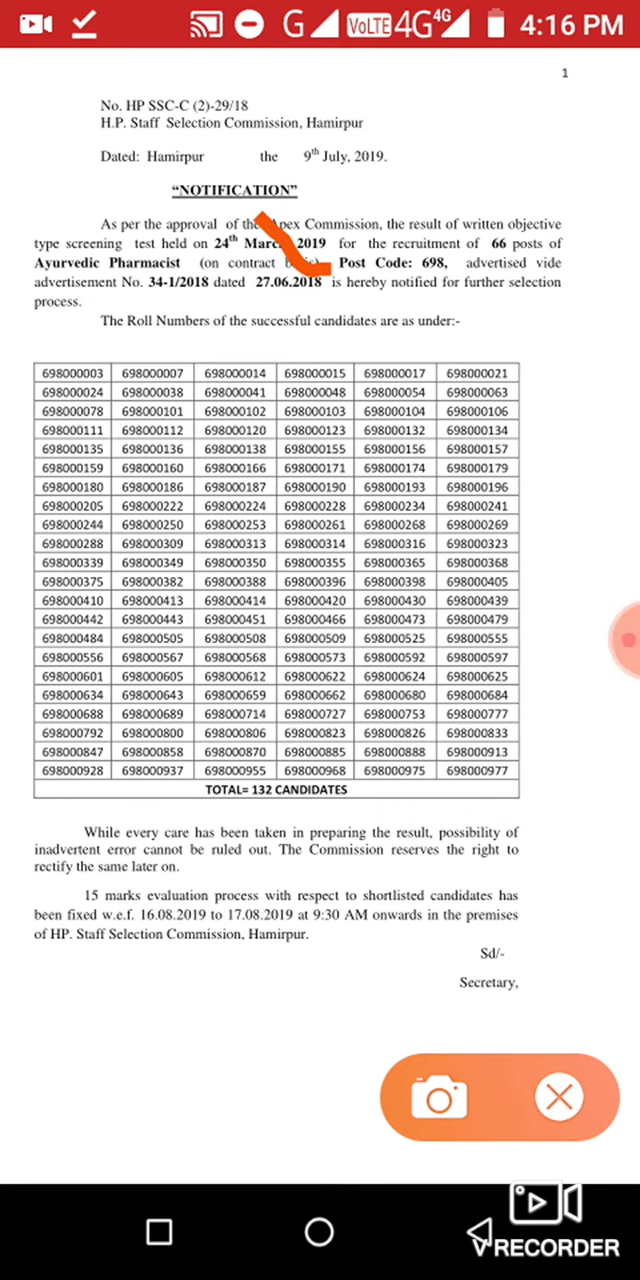 G VoLTE 4G 4G 4:16 PM
1
No. HP SSC-C (2)-29/18
H.P. Staff Selection Commission, Hamirpur
Dated: Hamirpur the 9th July, 2019.
“NOTIFICATION”
As per the approval of the Apex Commission, the result of written objective
type screening test held on 24th March 2019 for the recruitment of 66 posts of
Ayurvedic Pharmacist (on contract Post Code: 698, advertised vide
advertisement No. 34-1/2018 dated 27.06.2018 is hereby notified for further selection
process.
The Roll Numbers of the successful candidates are as under:-
698000003 698000007 698000014 698000015 698000017 698000021
698000024 698000038 698000041 698000048 698000054 698000063
698000078 698000101 698000102 698000103 698000104 698000106
698000111 698000112 698000120 698000123 698000132 698000134
698000135 698000136 698000138 698000155 698000156 698000157
698000159 698000160 698000166 698000171 698000174 698000179
698000180 698000186 698000187 698000190 698000193 698000196
698000205 698000222 698000224 698000228 698000234 698000241
698000244 698000250 698000253 698000261 698000268 698000269
698000288 698000309 698000313 698000314 698000316 698000323
698000339 698000349 698000350 698000355 698000365 698000368
698000375 698000382 698000388 698000396 698000398 698000405
698000410 698000413 698000414 698000420 698000430 698000439
698000442 698000443 698000451 698000466 698000473 698000479
698000484 698000505 698000508 698000509 698000525 698000555
698000556 698000567 698000568 698000573 698000592 698000597
698000601 698000605 698000612 698000622 698000624 698000625
698000634 698000643 698000659 698000662 698000680 698000684
698000688 698000689 698000714 698000727 698000753 698000777
698000792 698000800 698000806 698000823 698000826 698000833
698000847 698000858 698000870 698000885 698000888 698000913
698000928 698000937 698000955 698000968 698000975 698000977
TOTAL= 132 CANDIDATES
While every care has been taken in preparing the result, possibility of
inadvertent error cannot be ruled out. The Commission reserves the right to
rectify the same later on.
15 marks evaluation process with respect to shortlisted candidates has
been fixed w.e.f. 16.08.2019 to 17.08.2019 at 9:30 AM onwards in the premises
of HP. Staff Selection Commission, Hamirpur.
Sd/-
Secretary,
V RECORDER